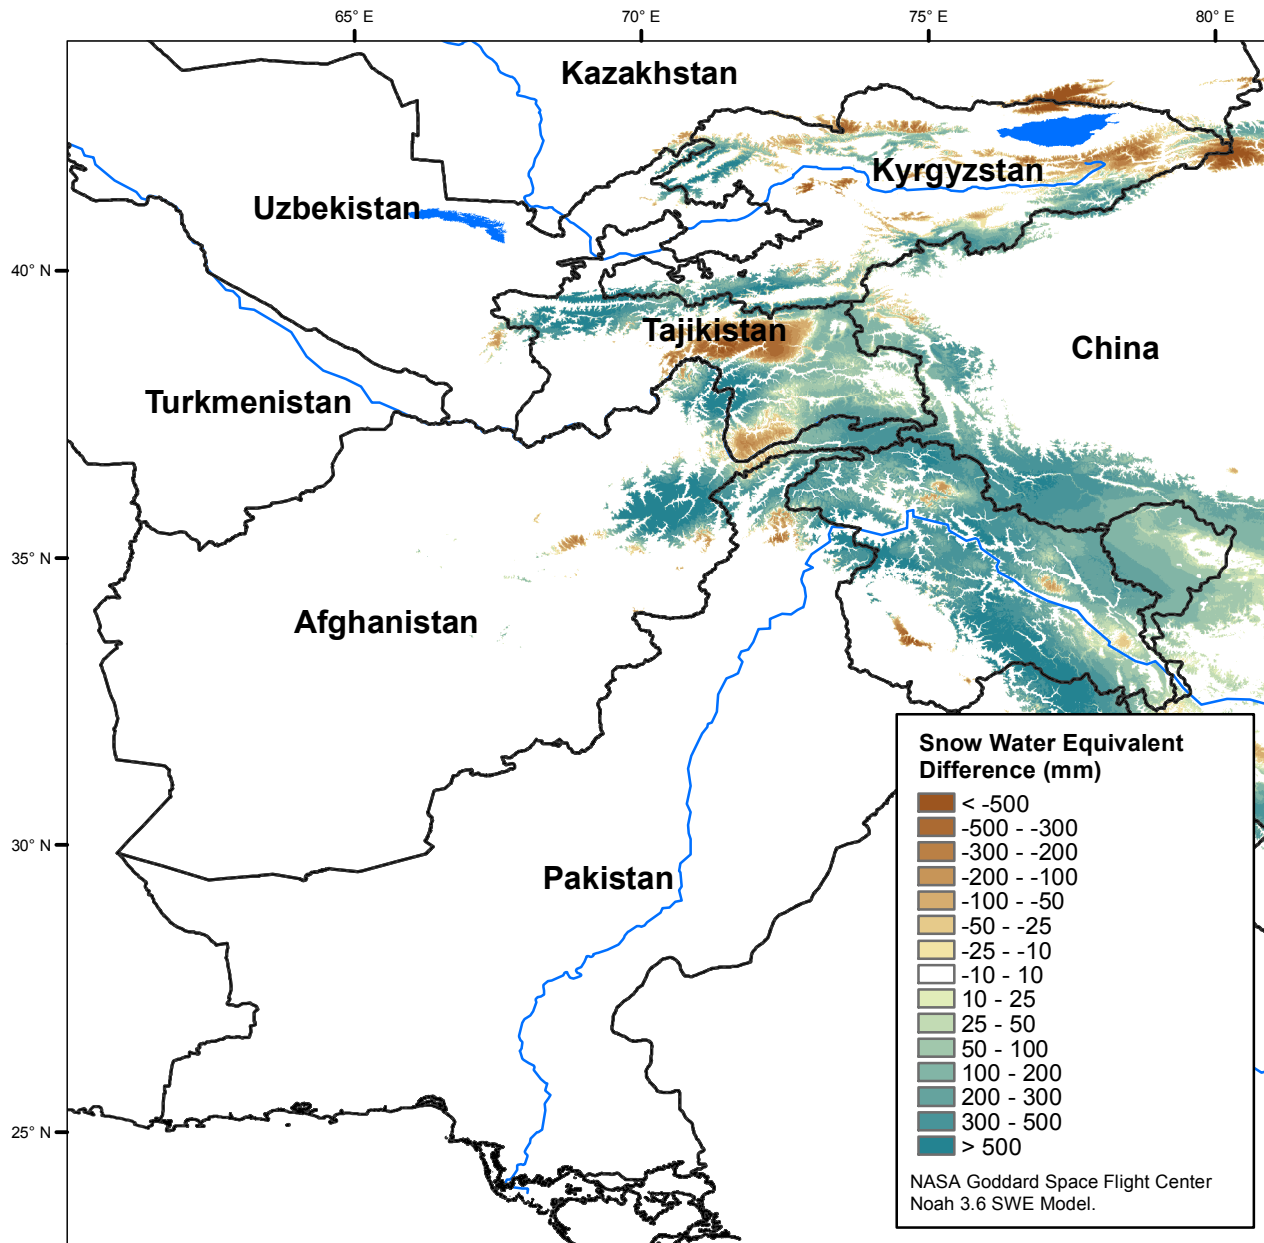 65° E
70° E
75° E
80° E
Kazakhstan
Kyrgyzstan
Uzbekistan
40° N
Tajikistan
China
Turkmenistan
35° N
Afghanistan
Snow Water Equivalent
Difference (mm)
< -500
-500 - -300
-300 - -200
-200 - -100
-100 - -50
-50 - -25
-25 - -10
-10 - 10
10 - 25
25 - 50
50 - 100
100 - 200
200 - 300
300 - 500
> 500
NASA Goddard Space Flight Center
Noah 3.6 SWE Model.
30° N
Pakistan
25° N